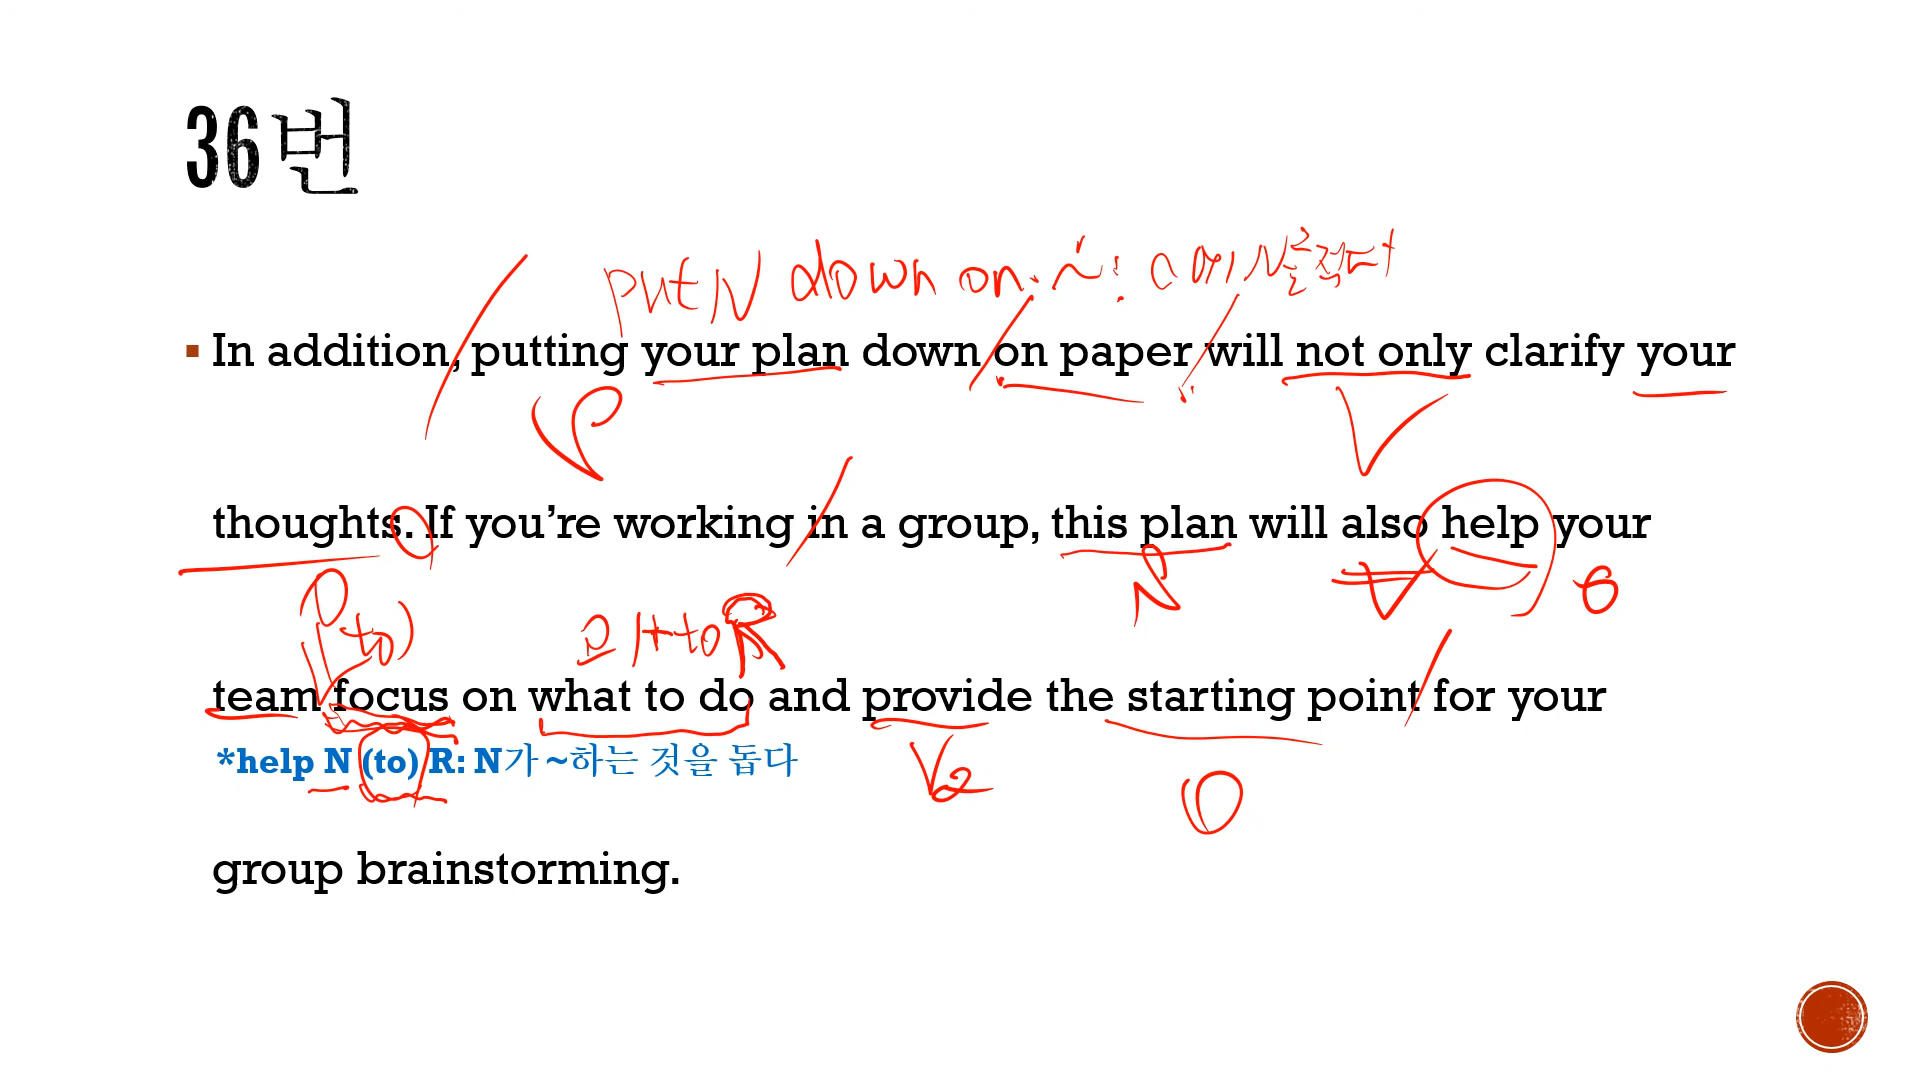 36번
put N down on ~ : ~에 N을 적다
In addition, putting your plan down on paper will not only clarify your
thoughts. If you’re working in a group, this plan will also help your
(to) 의+to R
team focus on what to do and provide the starting point for your
*help N (to) R: N가 ~하는 것을 돕다
V2
O
group brainstorming.